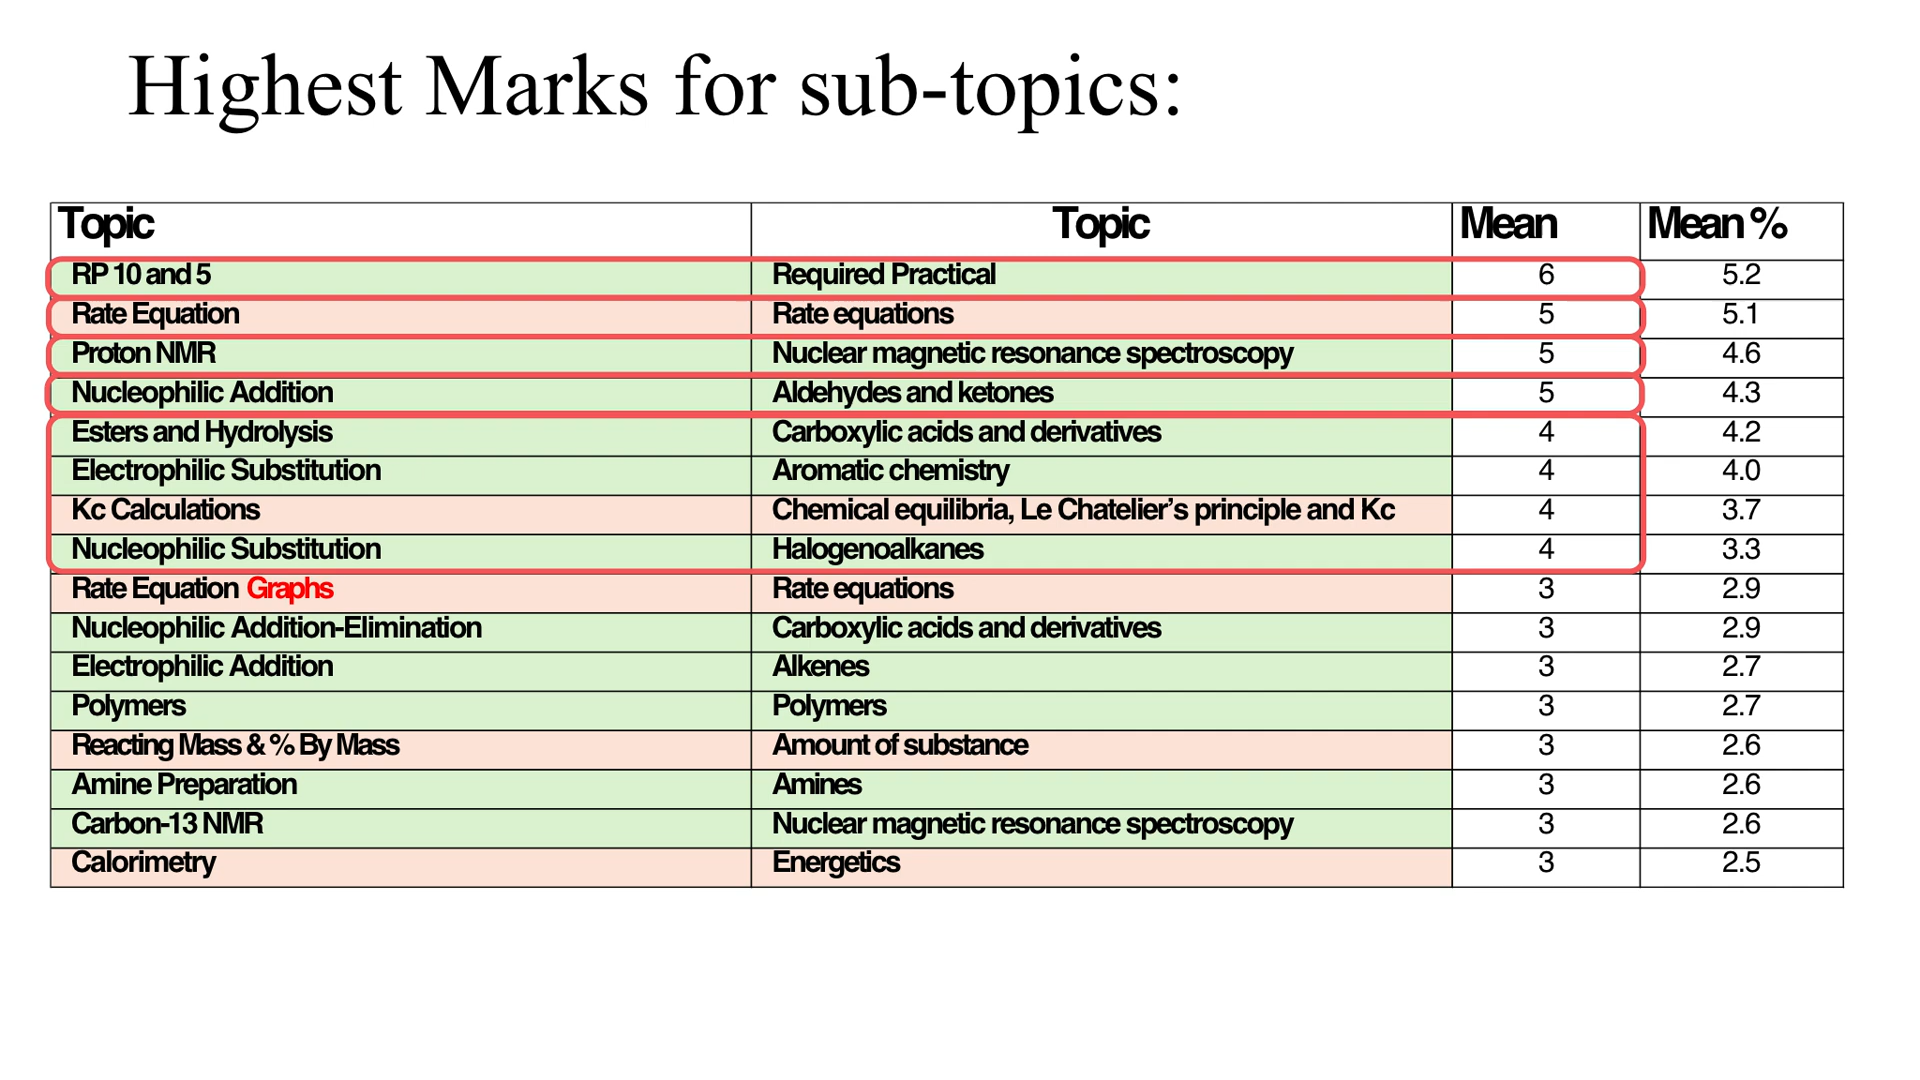 Highest Marks for sub-topics:
Topic Topic Mean Mean %
RP 10 and 5 Required Practical 6 5.2
Rate Equation Rate equations 5 5.1
Proton NMR Nuclear magnetic resonance spectroscopy 5 4.6
Nucleophilic Addition Aldehydes and ketones 5 4.3
Esters and Hydrolysis Carboxylic acids and derivatives 4 4.2
Electrophilic Substitution Aromatic chemistry 4 4.0
Kc Calculations Chemical equilibria, Le Chatelier’s principle and Kc 4 3.7
Nucleophilic Substitution Halogenoalkanes 4 3.3
Rate Equation Graphs Rate equations 3 2.9
Nucleophilic Addition-Elimination Carboxylic acids and derivatives 3 2.9
Electrophilic Addition Alkenes 3 2.7
Polymers Polymers 3 2.7
Reacting Mass & % By Mass Amount of substance 3 2.6
Amine Preparation Amines 3 2.6
Carbon-13 NMR Nuclear magnetic resonance spectroscopy 3 2.6
Calorimetry Energetics 3 2.5